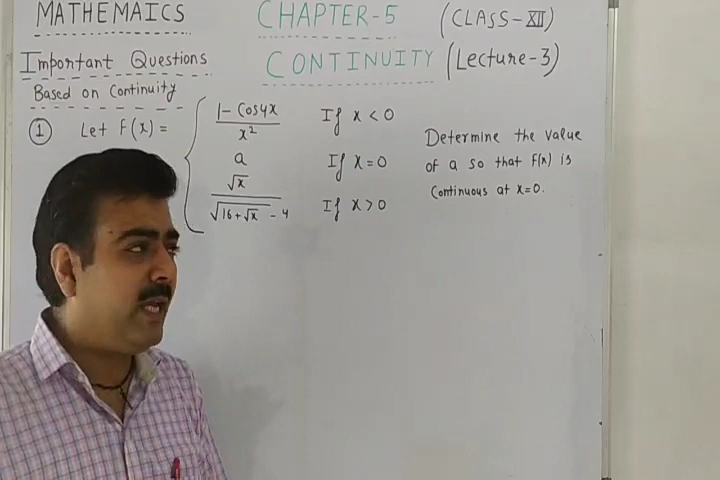 MATHEMAICS CHAPTER-5 (CLASS-XII)
Important Questions CONTINUITY (Lecture-3)
Based on Continuity
① Let F(x) = { (1 - Cos4x)/x² If x < 0
a If x = 0
√x/(√(16+√x) - 4) If x > 0
Determine the value
of a so that F(x) is
Continuous at x=0.